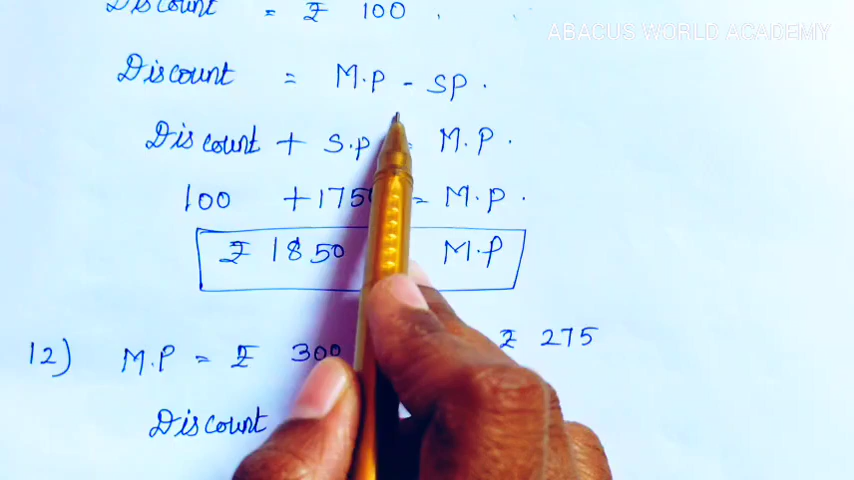 Discount = ₹ 100.
ABACUS WORLD ACADEMY
Discount = M.P - SP.
Discount + S.P = M.P.
100 + 1750 = M.P.
₹ 1850 M.P
12) M.P = ₹ 300 ₹ 275
Discount